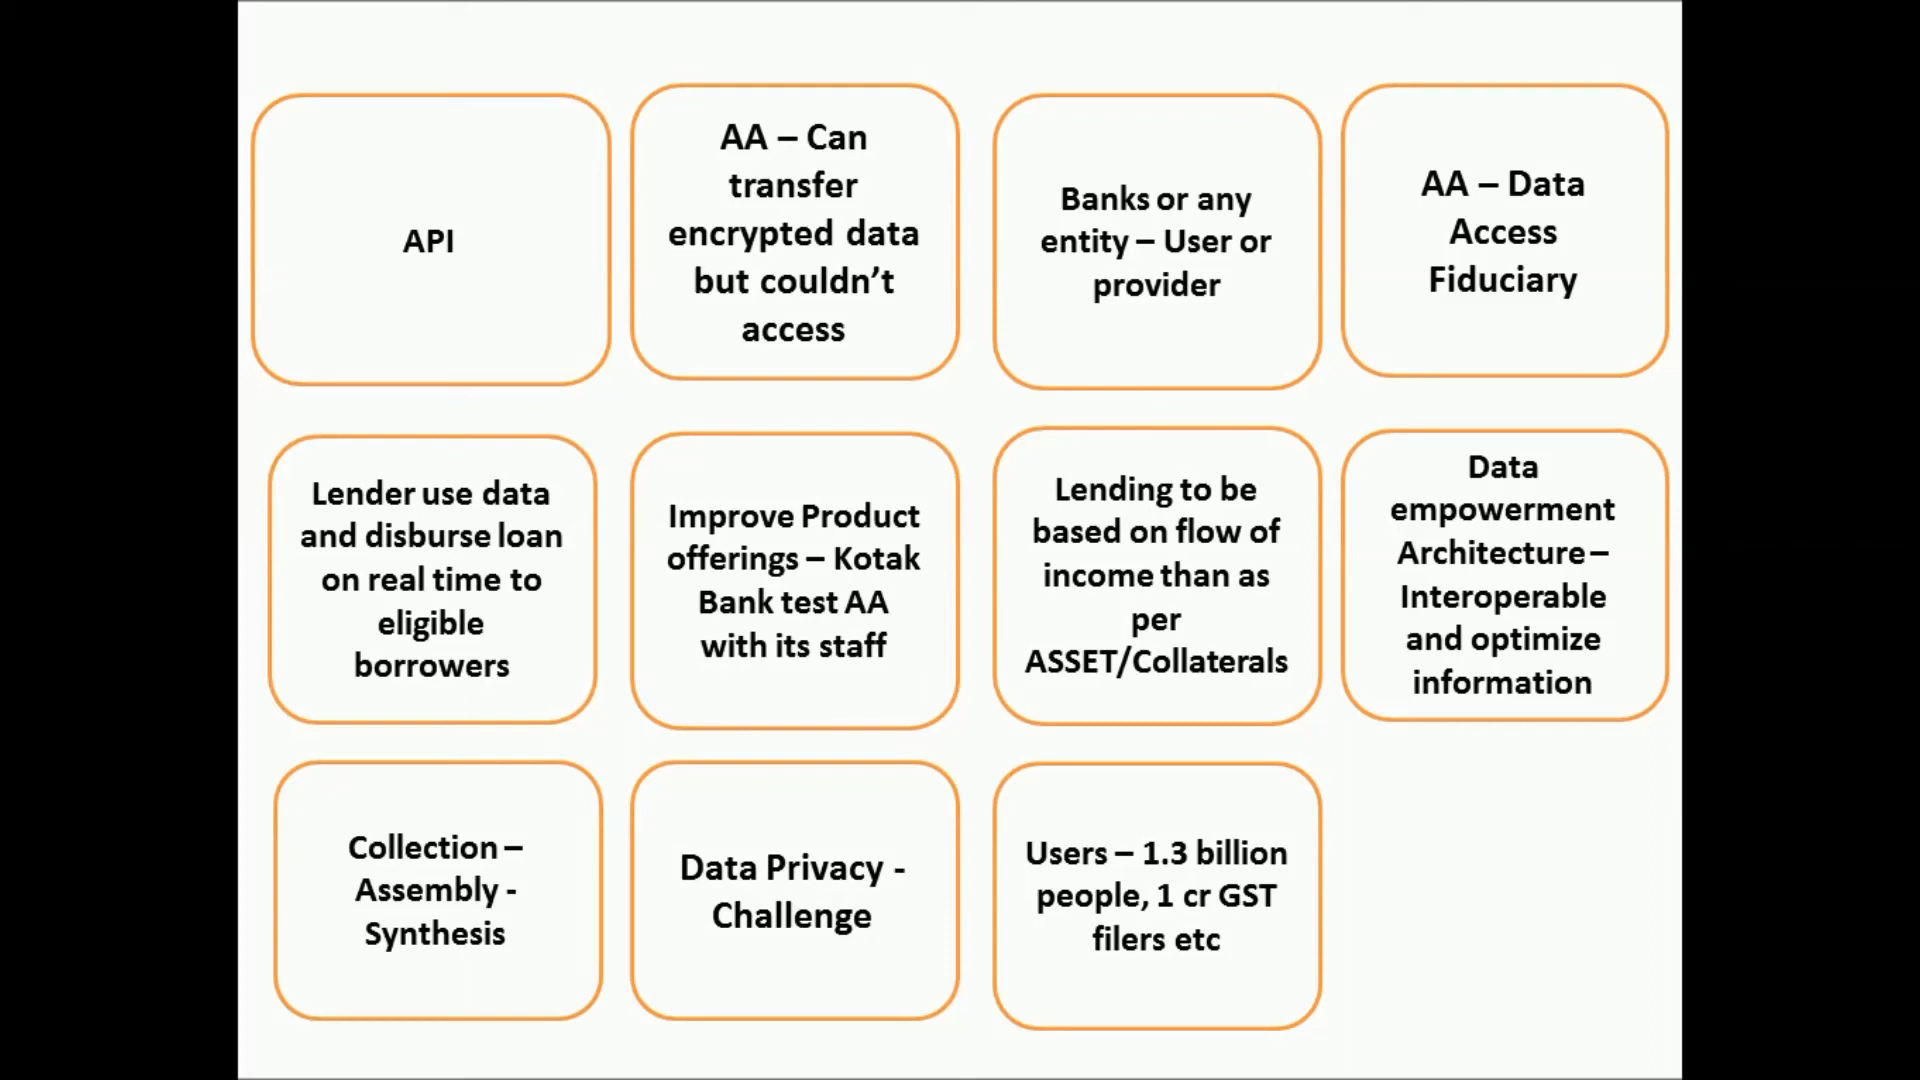 API
AA – Can
transfer
encrypted data
but couldn't
access
Banks or any
entity – User or
provider
AA – Data
Access
Fiduciary
Lender use data
and disburse loan
on real time to
eligible
borrowers
Improve Product
offerings – Kotak
Bank test AA
with its staff
Lending to be
based on flow of
income than as
per
ASSET/Collaterals
Data
empowerment
Architecture –
Interoperable
and optimize
information
Collection –
Assembly -
Synthesis
Data Privacy -
Challenge
Users – 1.3 billion
people, 1 cr GST
filers etc